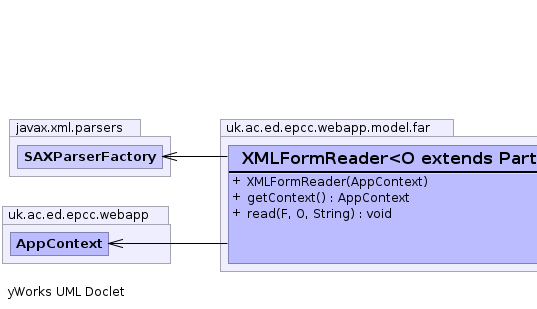 javax.xml.parsers
SAXParserFactory
uk.ac.ed.epcc.webapp
AppContext
uk.ac.ed.epcc.webapp.model.far
XMLFormReader<O extends Part
+ XMLFormReader(AppContext)
+ getContext() : AppContext
+ read(F, O, String) : void
yWorks UML Doclet